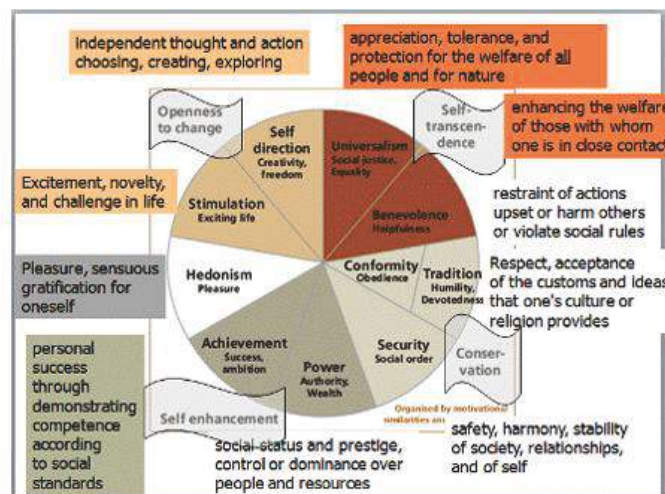 independent thought and action
choosing, creating, exploring
appreciation, tolerance, and
protection for the welfare of all
people and for nature
Openness
to change
Self
direction
Creativity,
freedom
Universalism
Social justice,
Equality
Self-
transcen-
dence
enhancing the welfare
of those with whom
one is in close contact
Excitement, novelty,
and challenge in life
Stimulation
Exciting life
Benevolence
Helpfulness
restraint of actions
upset or harm others
or violate social rules
Pleasure, sensuous
gratification for
oneself
Hedonism
Pleasure
Conformity
Obedience
Tradition
Humility,
Devotedness
Respect, acceptance
of the customs and ideas
that one's culture or
religion provides
personal
success
through
demonstrating
competence
according
to social
standards
Achievement
Success,
ambition
Power
Authority,
Wealth
Security
Social order
Conser-
vation
Self enhancement
Organised by motivational
similarities and
social status and prestige,
control or dominance over
people and resources
safety, harmony, stability
of society, relationships,
and of self